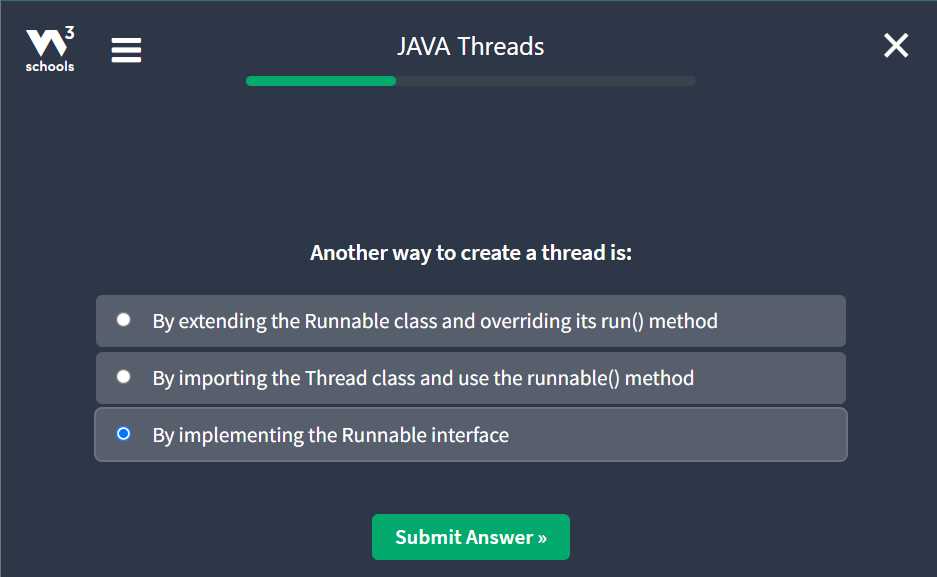 W3
schools
JAVA Threads
Another way to create a thread is:
By extending the Runnable class and overriding its run() method
By importing the Thread class and use the runnable() method
By implementing the Runnable interface
Submit Answer »